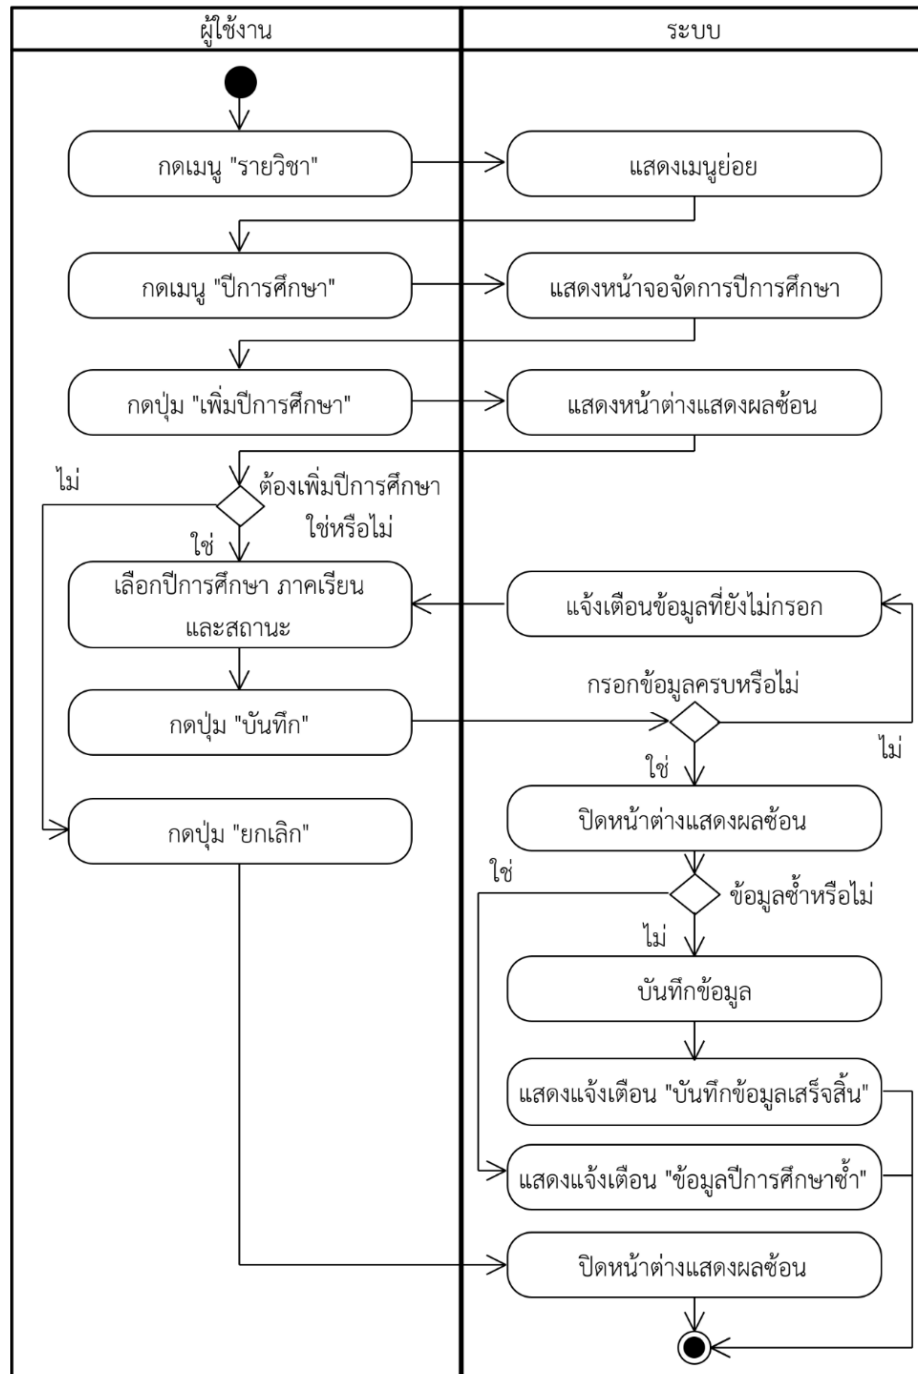 ผู้ใช้งาน
ระบบ
กดเมนู "รายวิชา"
แสดงเมนูย่อย
กดเมนู "ปีการศึกษา"
แสดงหน้าจอจัดการปีการศึกษา
กดปุ่ม "เพิ่มปีการศึกษา"
แสดงหน้าต่างแสดงผลซ้อน
ไม่
ต้องเพิ่มปีการศึกษา
ใช่หรือไม่
ใช่
เลือกปีการศึกษา ภาคเรียน
และสถานะ
แจ้งเตือนข้อมูลที่ยังไม่กรอก
กรอกข้อมูลครบหรือไม่
กดปุ่ม "บันทึก"
ไม่
ใช่
กดปุ่ม "ยกเลิก"
ปิดหน้าต่างแสดงผลซ้อน
ใช่
ข้อมูลซ้ำหรือไม่
ไม่
บันทึกข้อมูล
แสดงแจ้งเตือน "บันทึกข้อมูลเสร็จสิ้น"
แสดงแจ้งเตือน "ข้อมูลปีการศึกษาซ้ำ"
ปิดหน้าต่างแสดงผลซ้อน